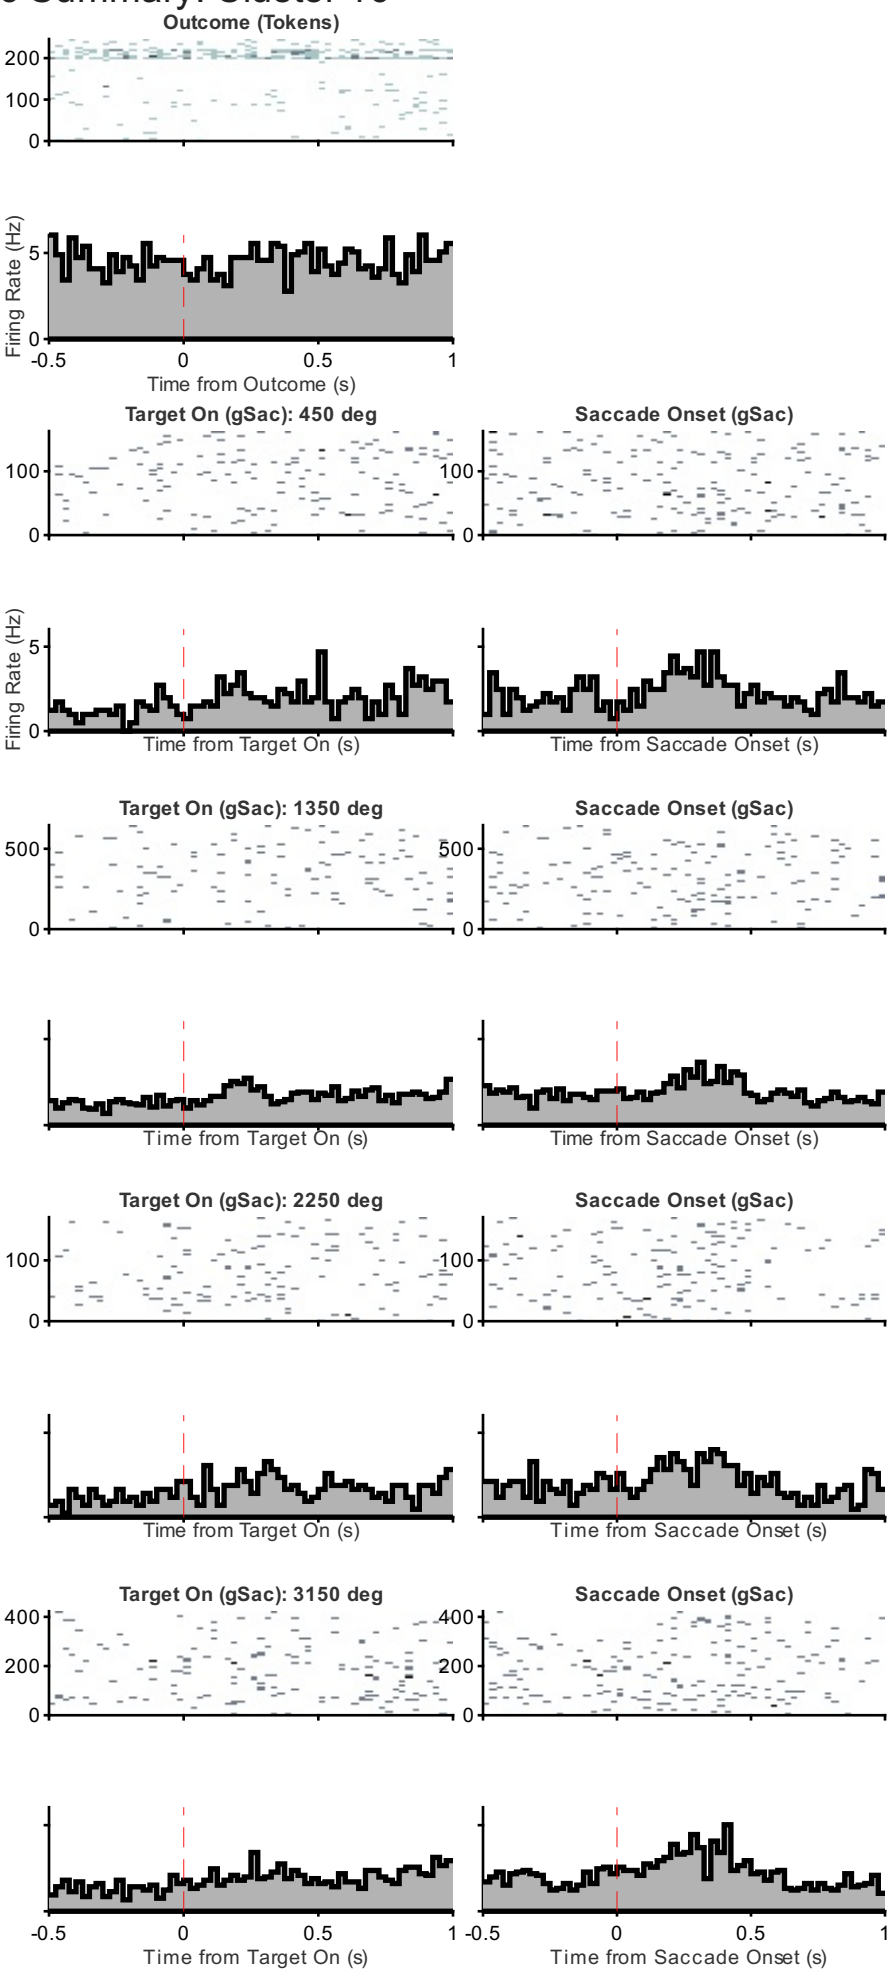 Summary: Cluster
Outcome (Tokens)
200
100
0
Firing Rate (Hz)
5
0
-0.5 0 0.5 1
Time from Outcome (s)
Target On (gSac): 450 deg Saccade Onset (gSac)
100 100
0 0
Firing Rate (Hz)
5
0
Time from Target On (s) Time from Saccade Onset (s)
Target On (gSac): 1350 deg Saccade Onset (gSac)
500 500
0 0
Time from Target On (s) Time from Saccade Onset (s)
Target On (gSac): 2250 deg Saccade Onset (gSac)
100 100
0 0
Time from Target On (s) Time from Saccade Onset (s)
Target On (gSac): 3150 deg Saccade Onset (gSac)
400 400
200 200
0 0
-0.5 0 0.5 1 -0.5 0 0.5 1
Time from Target On (s) Time from Saccade Onset (s)